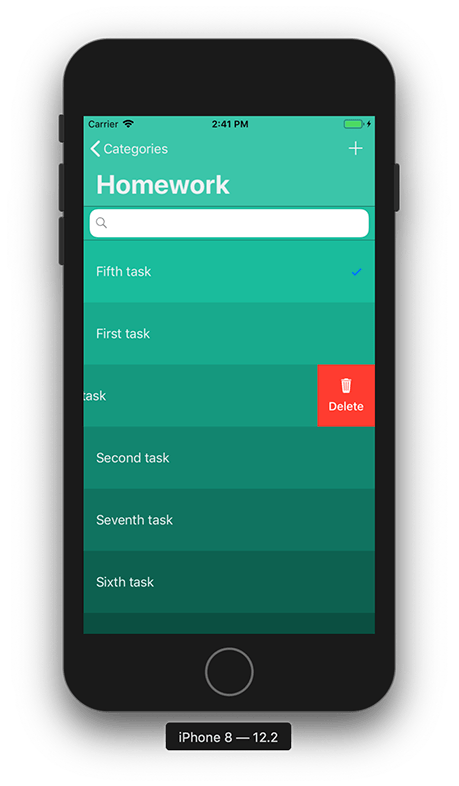 Carrier 2:41 PM
Categories
Homework
Fifth task
First task
task
Delete
Second task
Seventh task
Sixth task
iPhone 8 — 12.2